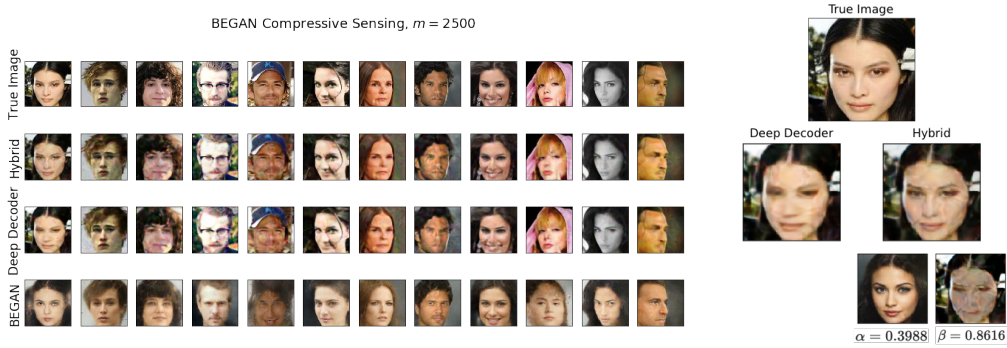 BEGAN Compressive Sensing, m = 2500
True Image
Hybrid
Deep Decoder
BEGAN
True Image
Deep Decoder
Hybrid
α = 0.3988
β = 0.8616